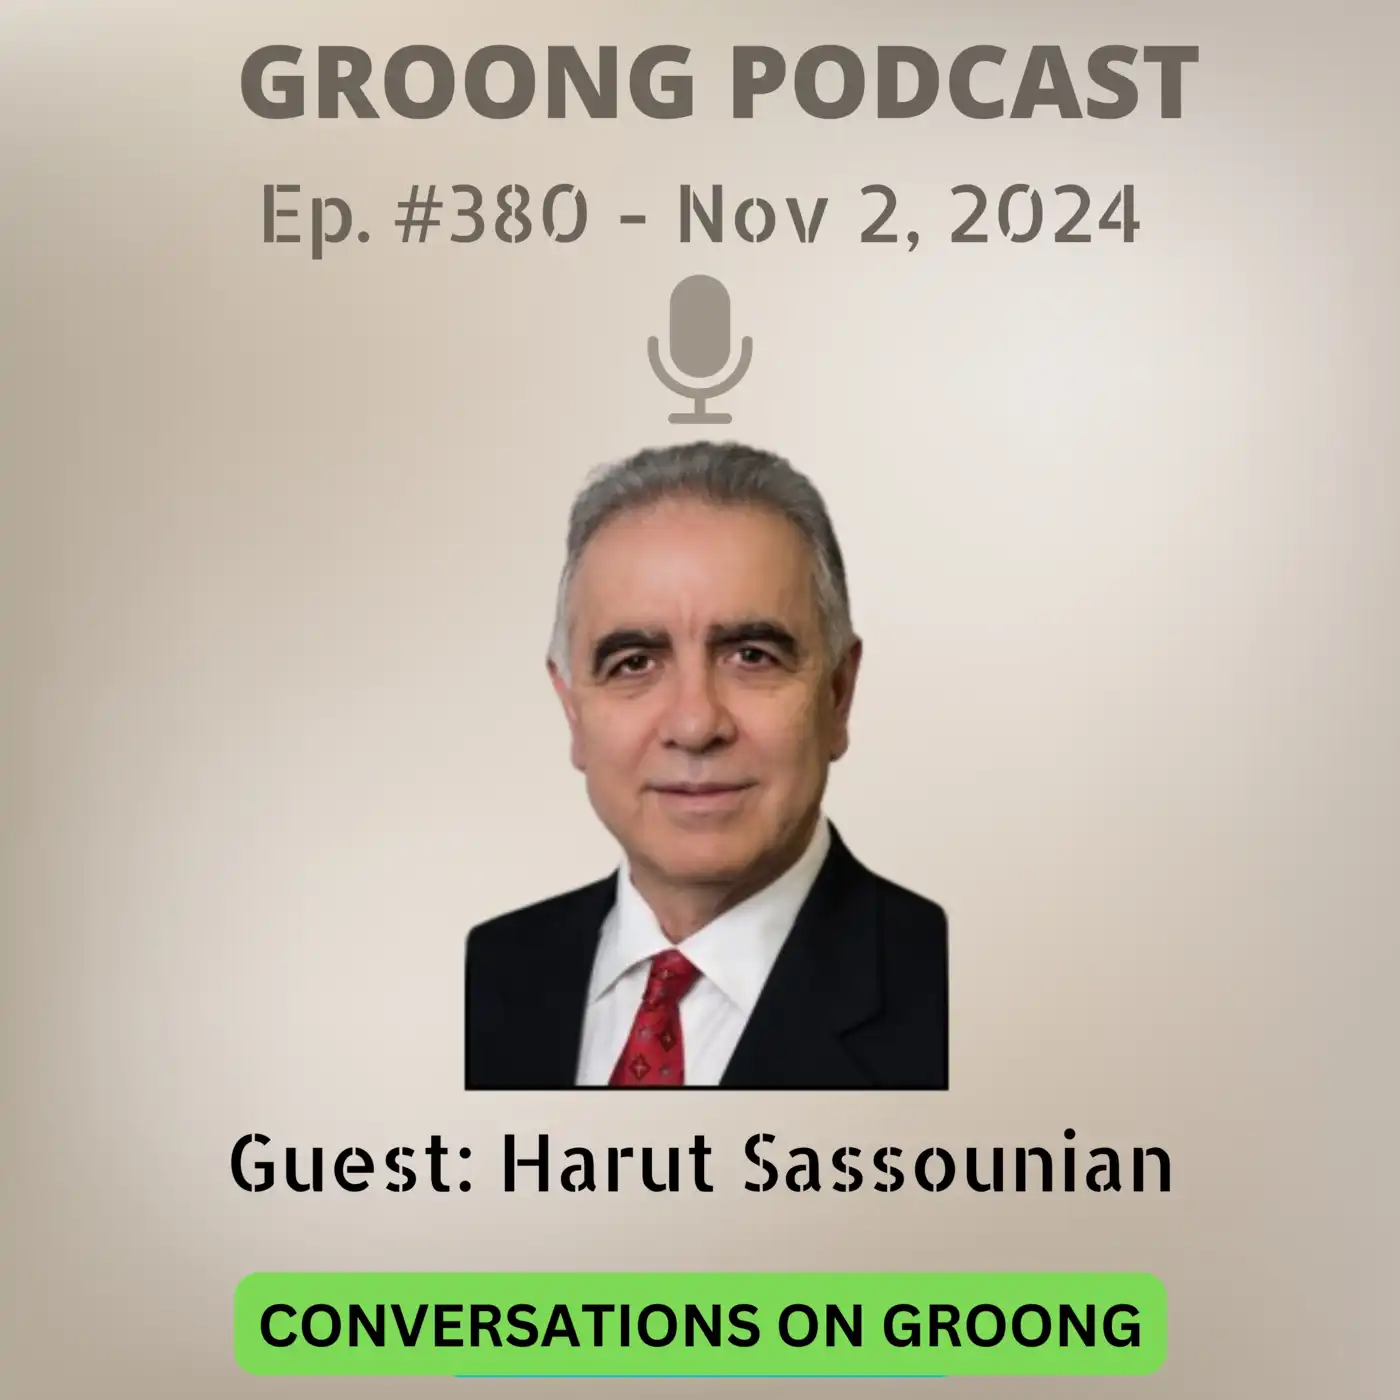 GROONG PODCAST
Ep. #380 - Nov 2, 2024
Guest: Harut Sassounian
CONVERSATIONS ON GROONG